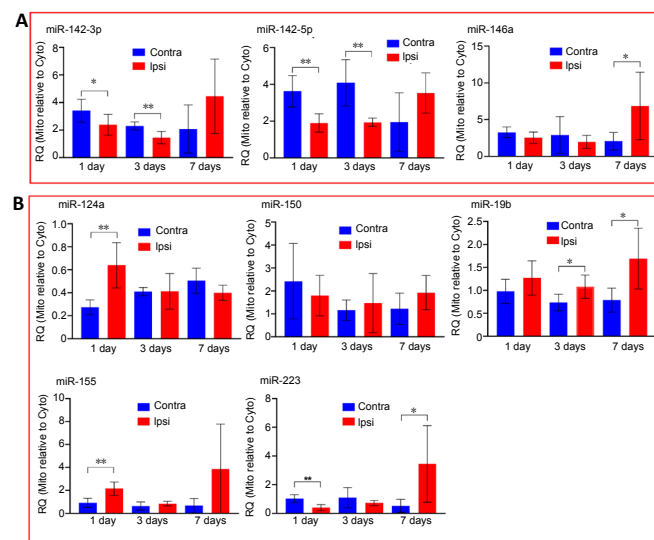 A
miR-142-3p
RQ (Mito relative to Cyto)
8
6
4
2
0
Contra
Ipsi
*
**
1 day
3 days
7 days
miR-142-5p
RQ (Mito relative to Cyto)
6
4
2
0
Contra
Ipsi
**
**
1 day
3 days
7 days
miR-146a
RQ (Mito relative to Cyto)
15
10
5
0
Contra
Ipsi
*
1 day
3 days
7 days
B
miR-124a
RQ (Mito relative to Cyto)
1.0
0.8
0.6
0.4
0.2
0.0
Contra
Ipsi
**
1 day
3 days
7 days
miR-150
RQ (Mito relative to Cyto)
5
4
3
2
1
0
Contra
Ipsi
1 day
3 days
7 days
miR-19b
RQ (Mito relative to Cyto)
2.5
2.0
1.5
1.0
0.5
0.0
Contra
Ipsi
*
*
1 day
3 days
7 days
miR-155
RQ (Mito relative to Cyto)
10
8
6
4
2
0
Contra
Ipsi
**
1 day
3 days
7 days
miR-223
RQ (Mito relative to Cyto)
8
6
4
2
0
Contra
Ipsi
**
*
1 day
3 days
7 days